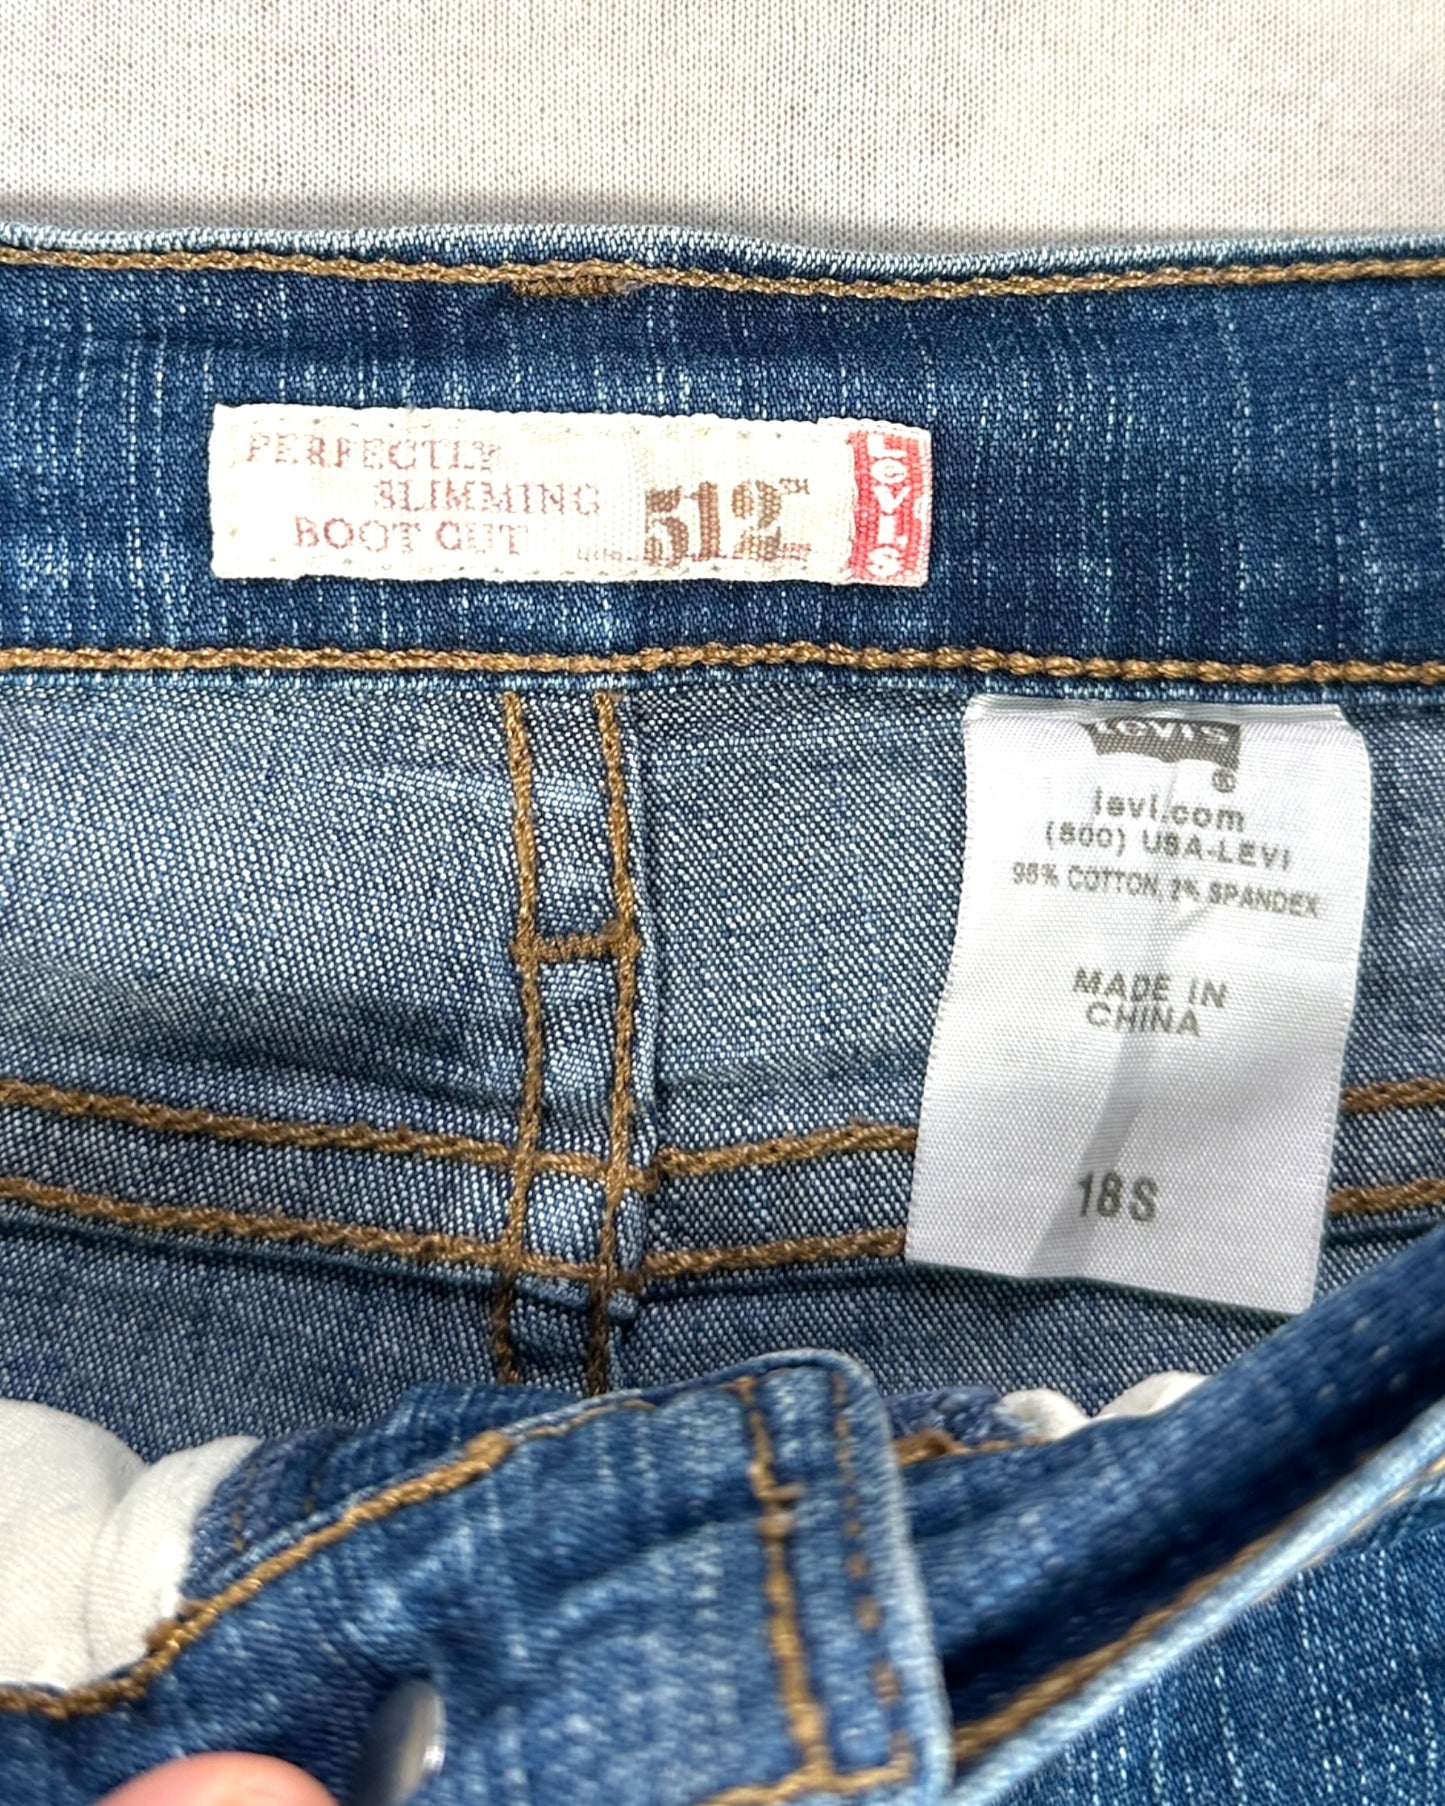 PERFECTLY
SLIMMING
BOOT CUT
512™
LEVI'S
Levi's
®
levi.com
(800) USA-LEVI
98% COTTON, 2% SPANDEX
MADE IN
CHINA
18S